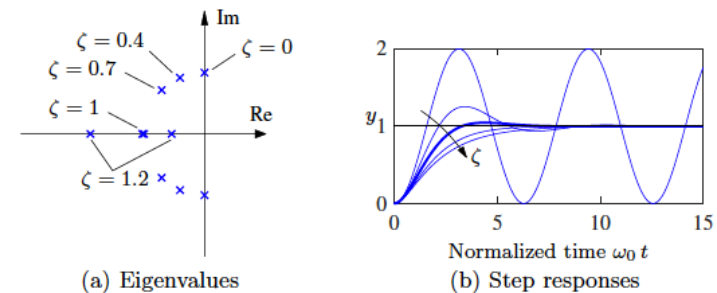 Im
ζ = 0.4
ζ = 0
ζ = 0.7
ζ = 1
Re
ζ = 1.2
(a) Eigenvalues
2
y₁
1
ζ
0
0
5
10
15
Normalized time ω₀ t
(b) Step responses